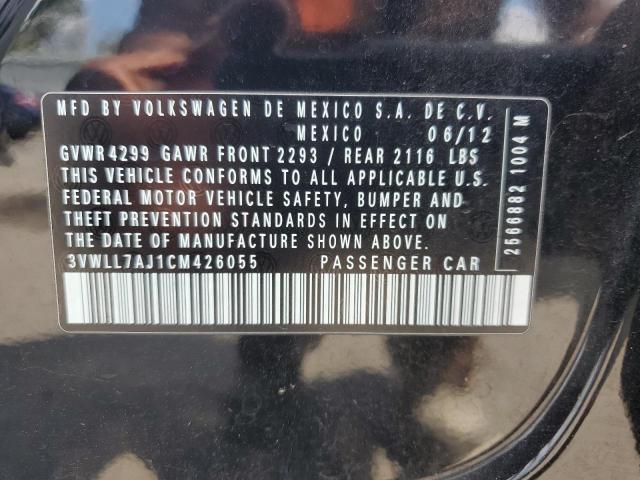 MFD BY VOLKSWAGEN DE MEXICO S.A. DE C.V.
MEXICO 06/12
GVWR 4299 GAWR FRONT 2293 / REAR 2116 LBS
THIS VEHICLE CONFORMS TO ALL APPLICABLE U.S.
FEDERAL MOTOR VEHICLE SAFETY, BUMPER AND
THEFT PREVENTION STANDARDS IN EFFECT ON
THE DATE OF MANUFACTURE SHOWN ABOVE.
3VWLL7AJ1CM426055 PASSENGER CAR
2566882 1004 M